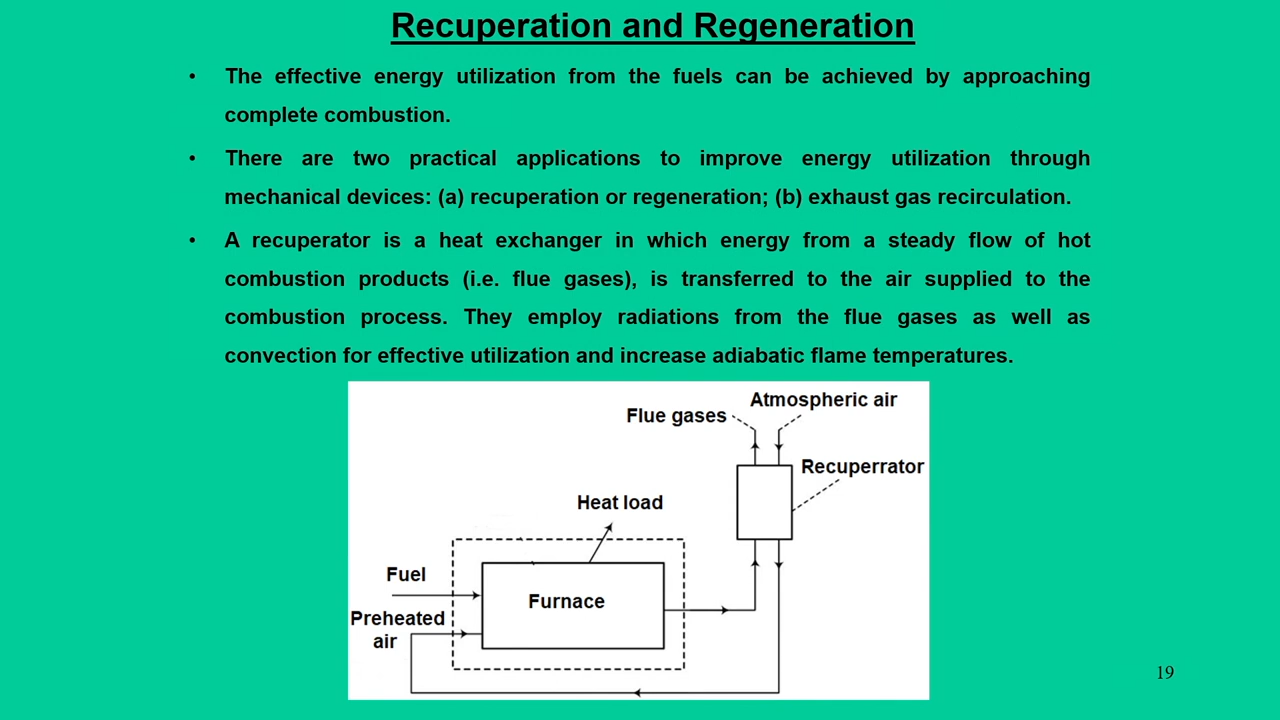 Recuperation and Regeneration
• The effective energy utilization from the fuels can be achieved by approaching
complete combustion.
• There are two practical applications to improve energy utilization through
mechanical devices: (a) recuperation or regeneration; (b) exhaust gas recirculation.
• A recuperator is a heat exchanger in which energy from a steady flow of hot
combustion products (i.e. flue gases), is transferred to the air supplied to the
combustion process. They employ radiations from the flue gases as well as
convection for effective utilization and increase adiabatic flame temperatures.
Atmospheric air
Flue gases
Recuperrator
Heat load
Fuel
Furnace
Preheated
air
19